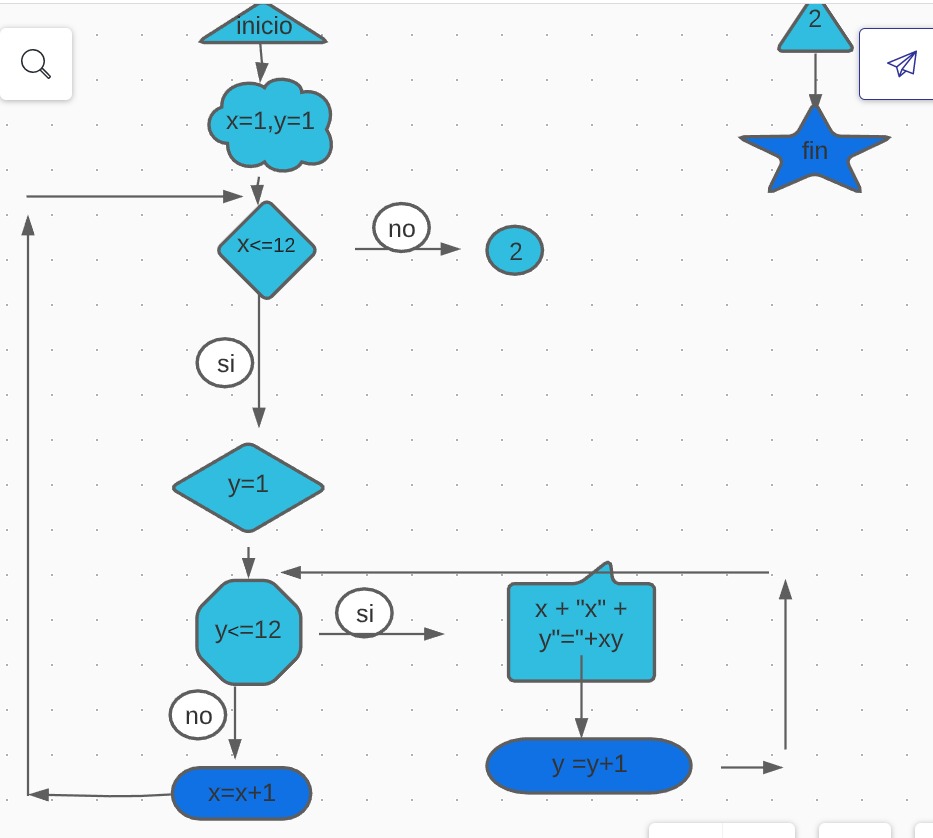 inicio
2
x=1,y=1
fin
x<=12
no
2
si
y=1
y<=12
si
x + "x" +
y"="+xy
no
y =y+1
x=x+1